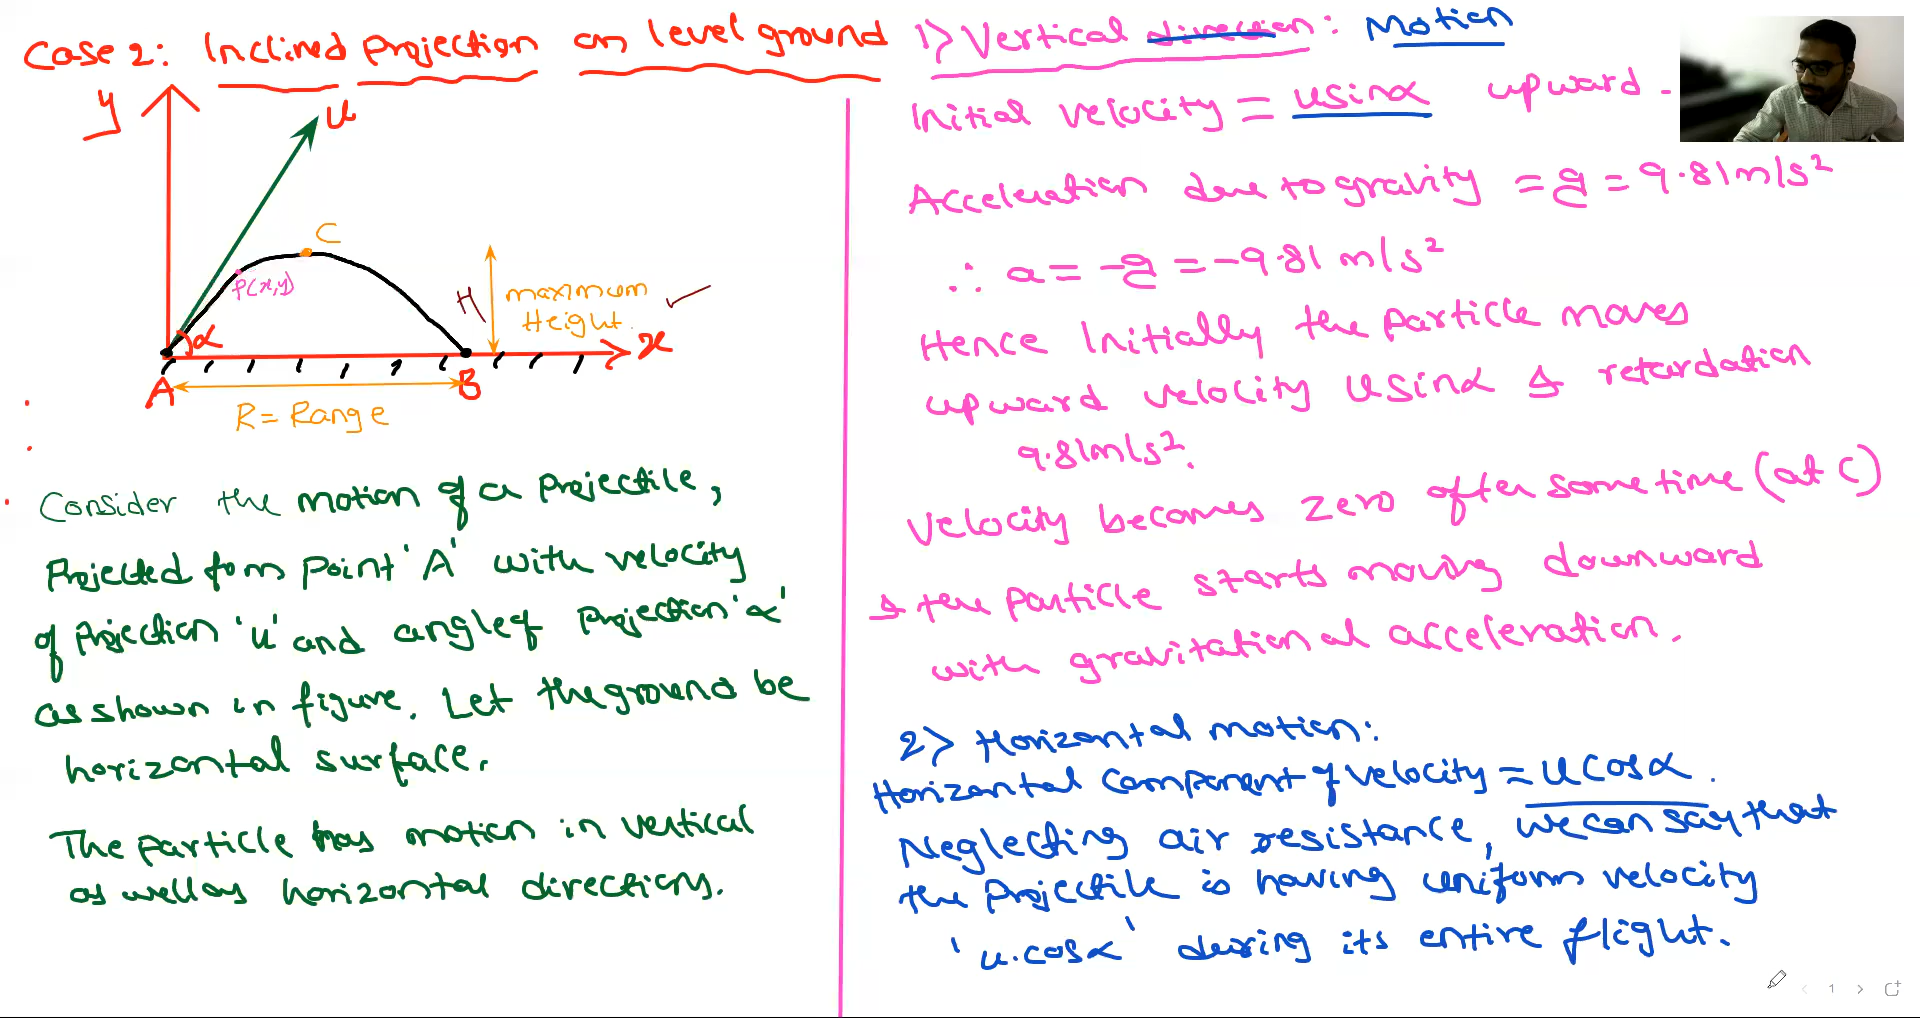 Case 2: Inclined Projection on level ground
y
u
C
P(x,y)
α
H
maximum
Height.
x
A
B
R = Range
Consider the motion of a projectile,
Projected from point 'A' with velocity
of projection 'u' and angle of projection 'α'
as shown in figure. Let the ground be
horizontal surface.
The particle has motion in vertical
as well as horizontal directions.
1> Vertical direction: Motion
Initial velocity = usinα upward.
Acceleration due to gravity = g = 9.81 m/s²
∴ a = -g = -9.81 m/s²
Hence Initially the particle moves
upward velocity usinα & retardation
9.81m/s².
Velocity becomes zero after some time (at C)
& the particle starts moving downward
with gravitational acceleration.
2> Horizontal motion:
Horizontal component of velocity = ucosα.
Neglecting air resistance, we can say that
the projectile is having uniform velocity
'u.cosα' during its entire flight.
1